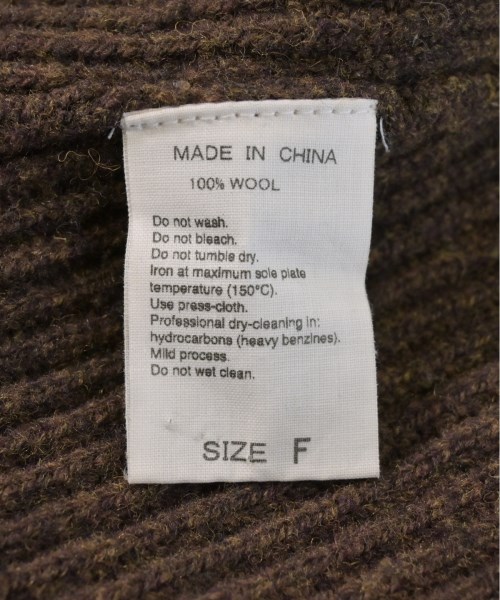 MADE IN CHINA
100% WOOL
Do not wash.
Do not bleach.
Do not tumble dry.
Iron at maximum sole plate
temperature (150°C).
Use press-cloth.
Professional dry-cleaning in:
hydrocarbons (heavy benzines).
Mild process.
Do not wet clean.
SIZE F